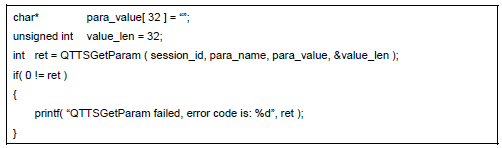 char* para_value[ 32 ] = “”;
unsigned int value_len = 32;
int ret = QTTSGetParam ( session_id, para_name, para_value, &value_len );
if( 0 != ret )
{
printf( “QTTSGetParam failed, error code is: %d”, ret );
}